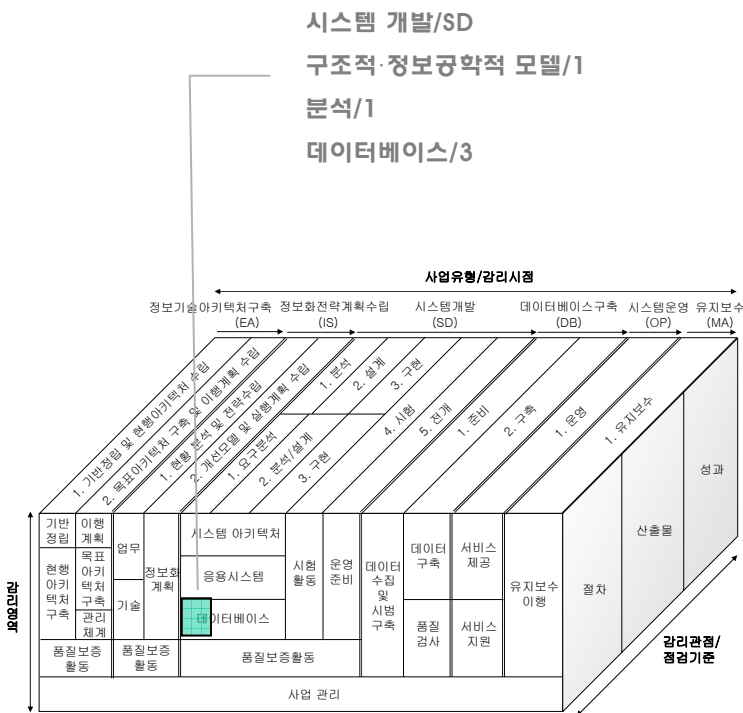 시스템 개발/SD
구조적·정보공학적 모델/1
분석/1
데이터베이스/3
사업유형/감리시점
정보기술아키텍처구축
(EA)
정보화전략계획수립
(IS)
시스템개발
(SD)
데이터베이스구축
(DB)
시스템운영
(OP)
유지보수
(MA)
1. 기반정립 및 현행아키텍처 수립
2. 목표아키텍처 구축 및 이행계획 수립
1. 현황 분석 및 전략수립
2. 개선모델 및 실행계획 수립
1. 분석
2. 설계
3. 구현
1. 요구분석
2. 분석/설계
3. 구현
4. 시험
5. 전개
1. 준비
2. 구축
1. 운영
1. 유지보수
감리영역
기반
정립
현행
아키
텍처
구축
이행
계획
목표
아키
텍처
구축
관리
체계
품질보증
활동
업무
기술
정보화
계획
품질보증
활동
시스템 아키텍처
응용시스템
데이터베이스
시험
활동
운영
준비
품질보증활동
데이터
수집
및
시범
구축
데이터
구축
품질
검사
서비스
제공
서비스
지원
유지보수
이행
사업 관리
절차
산출물
성과
감리관점/
점검기준